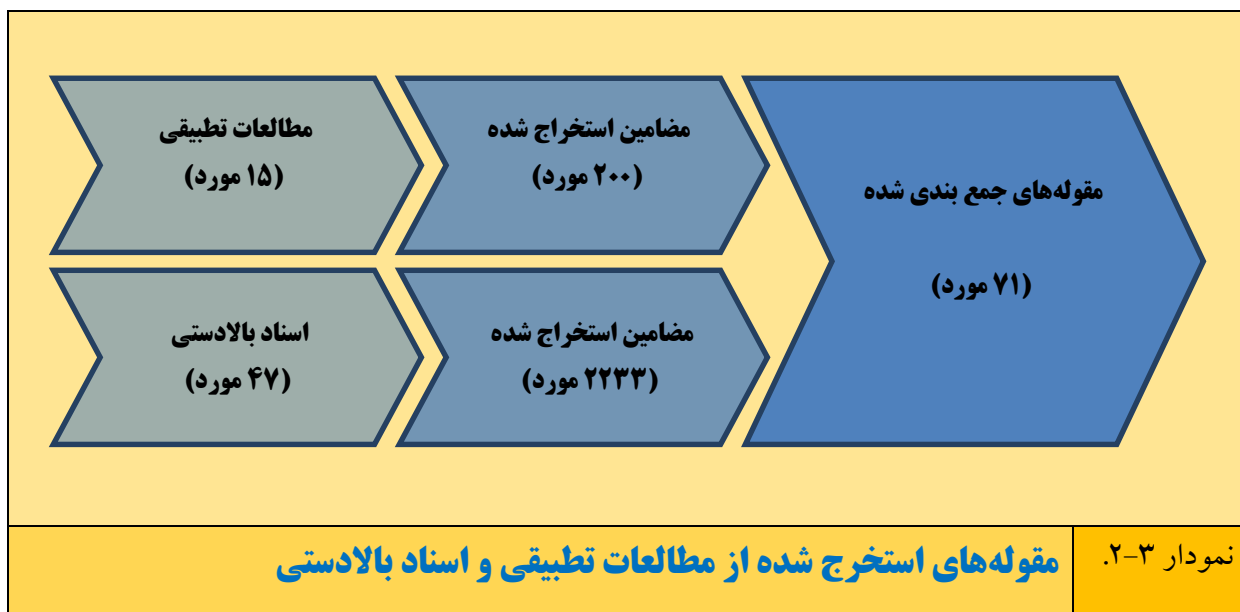 مطالعات تطبیقی
(۱۵ مورد)
مضامین استخراج شده
(۲۰۰ مورد)
مقوله‌های جمع بندی شده
(۷۱ مورد)
اسناد بالادستی
(۴۷ مورد)
مضامین استخراج شده
(۲۲۳۳ مورد)
نمودار ۳-۲.
مقوله‌های استخرج شده از مطالعات تطبیقی و اسناد بالادستی